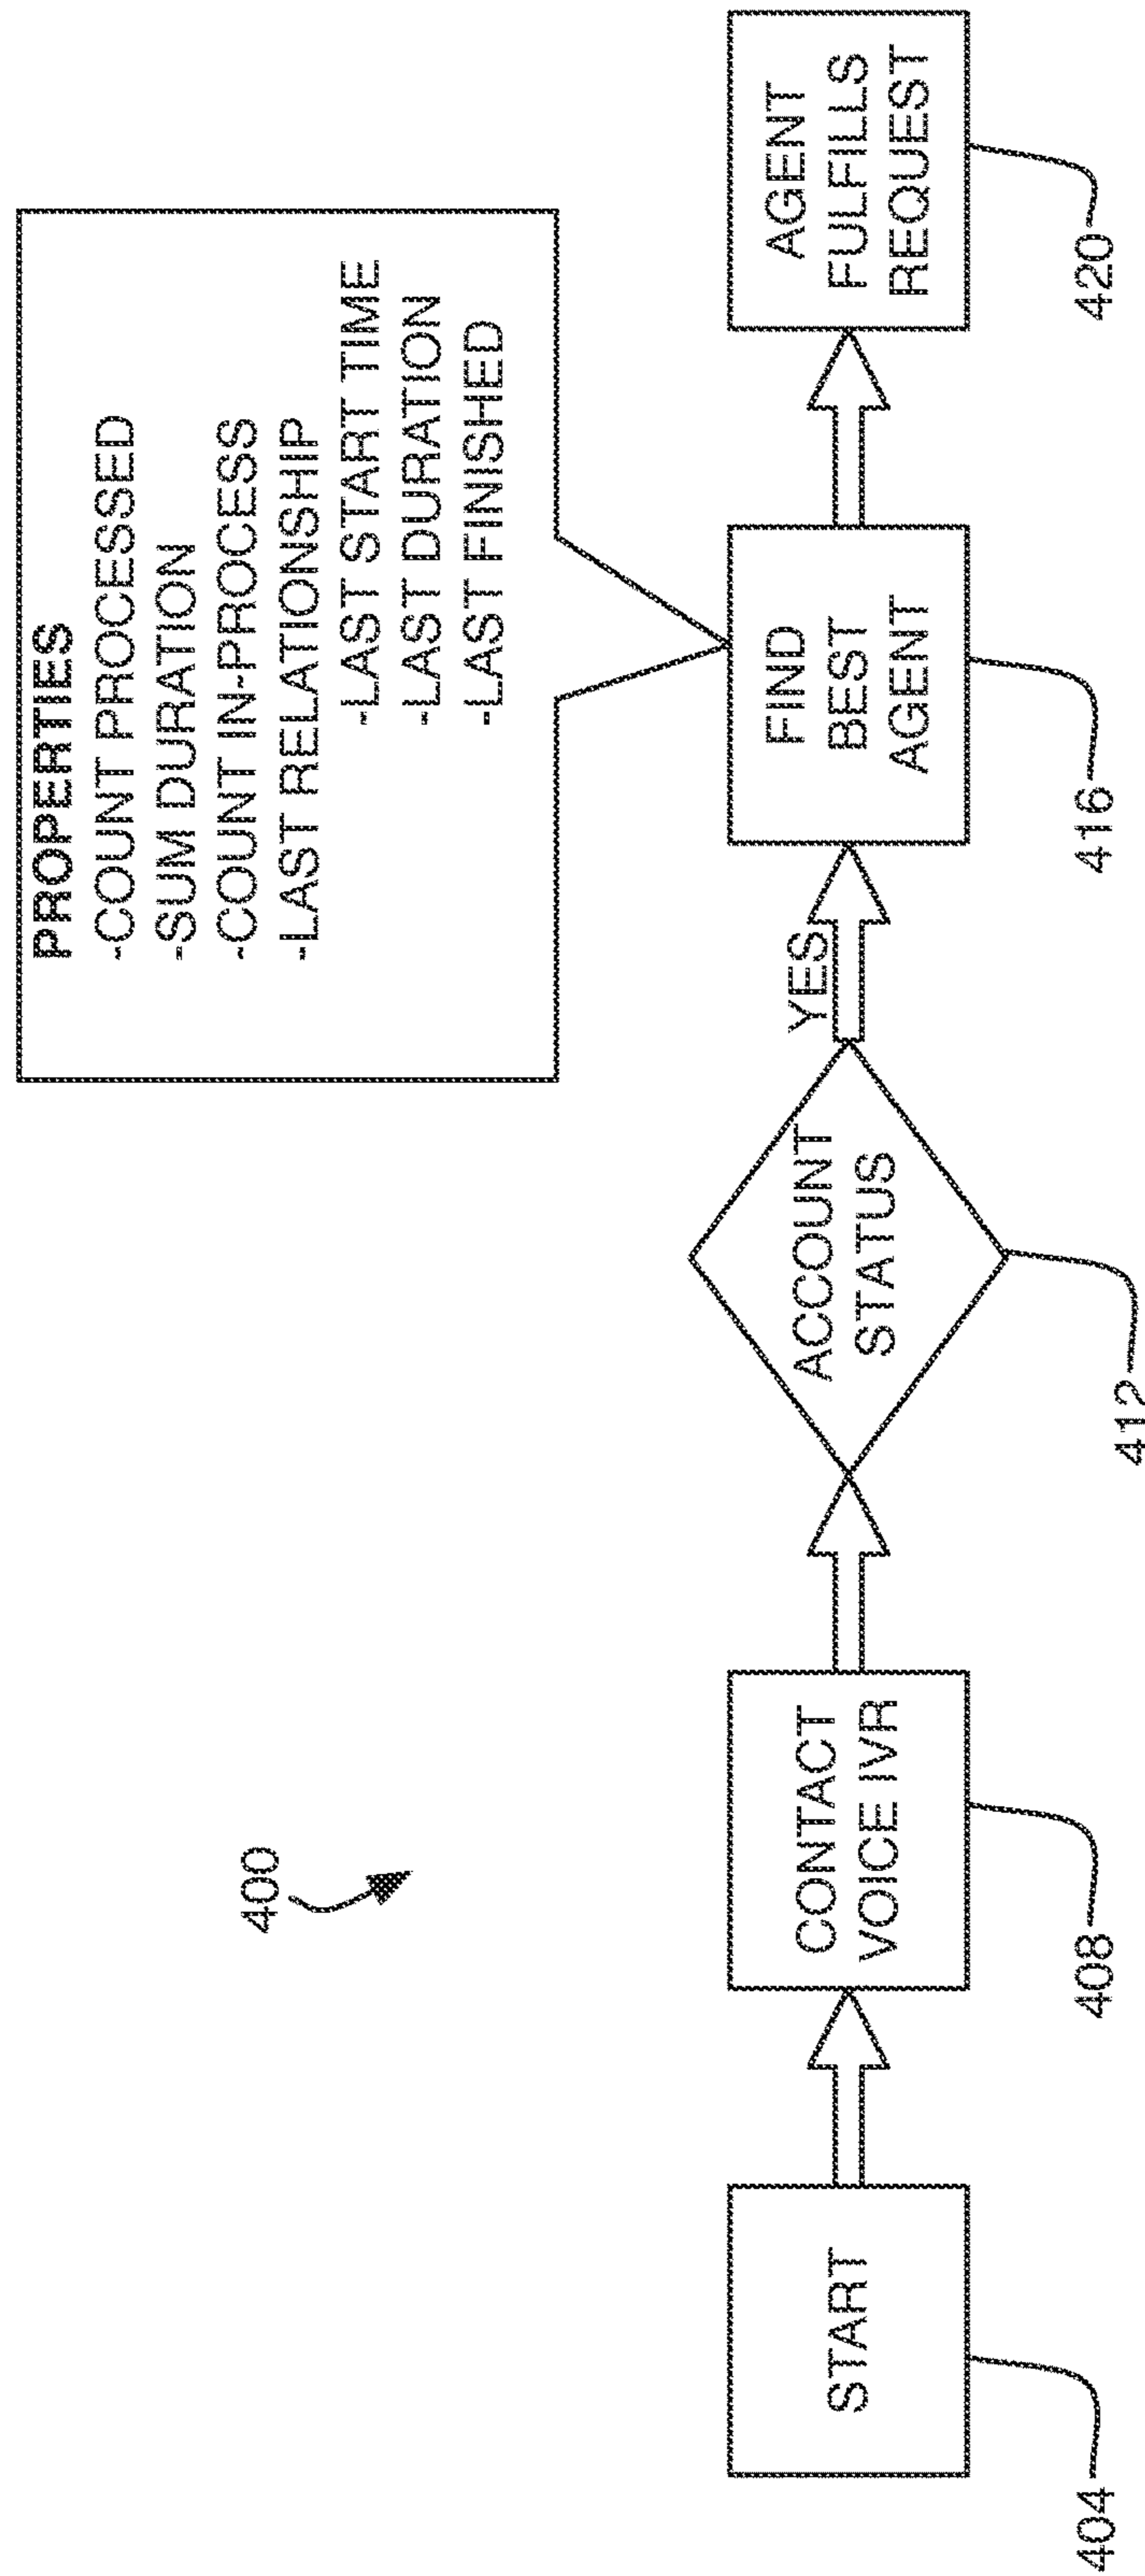 400
PROPERTIES
-COUNT PROCESSED
-SUM DURATION
-COUNT IN-PROCESS
-LAST RELATIONSHIP
-LAST START TIME
-LAST DURATION
-LAST FINISHED
START
404
CONTACT
VOICE IVR
408
ACCOUNT
STATUS
412
YES
FIND
BEST
AGENT
416
AGENT
FULFILLS
REQUEST
420